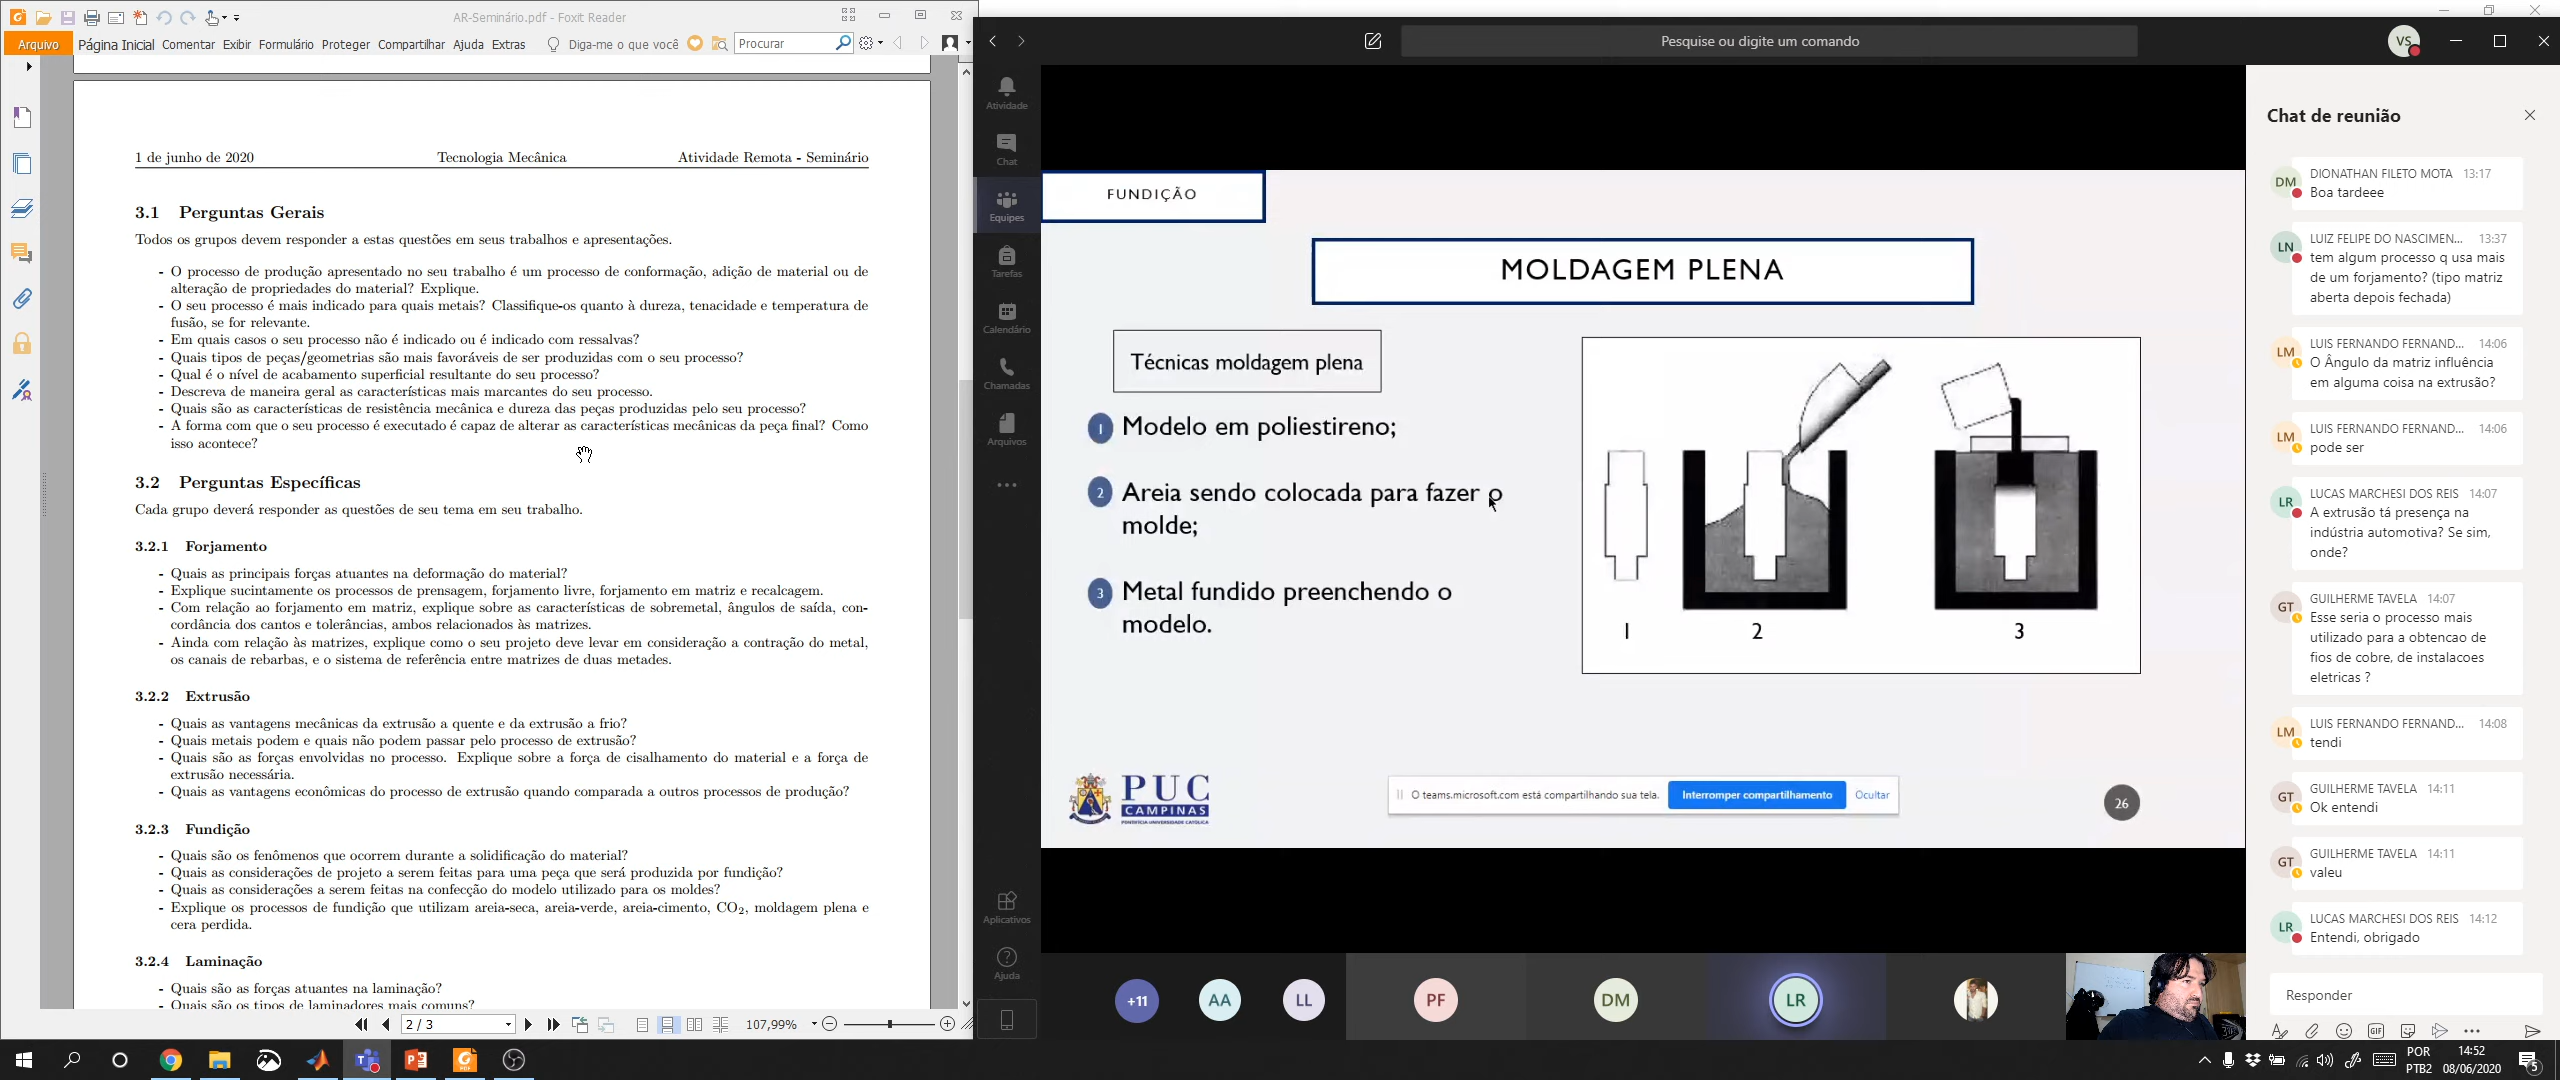 AR-Seminário.pdf - Foxit Reader
Arquivo Página Inicial Comentar Exibir Formulário Proteger Compartilhar Ajuda Extras Diga-me o que você Procurar
1 de junho de 2020 Tecnologia Mecânica Atividade Remota - Seminário
3.1 Perguntas Gerais
Todos os grupos devem responder a estas questões em seus trabalhos e apresentações.
- O processo de produção apresentado no seu trabalho é um processo de conformação, adição de material ou de
alteração de propriedades do material? Explique.
- O seu processo é mais indicado para quais metais? Classifique-os quanto à dureza, tenacidade e temperatura de
fusão, se for relevante.
- Em quais casos o seu processo não é indicado ou é indicado com ressalvas?
- Quais tipos de peças/geometrias são mais favoráveis de ser produzidas com o seu processo?
- Qual é o nível de acabamento superficial resultante do seu processo?
- Descreva de maneira geral as características mais marcantes do seu processo.
- Quais são as características de resistência mecânica e dureza das peças produzidas pelo seu processo?
- A forma com que o seu processo é executado é capaz de alterar as características mecânicas da peça final? Como
isso acontece?
3.2 Perguntas Específicas
Cada grupo deverá responder as questões de seu tema em seu trabalho.
3.2.1 Forjamento
- Quais as principais forças atuantes na deformação do material?
- Explique sucintamente os processos de prensagem, forjamento livre, forjamento em matriz e recalcagem.
- Com relação ao forjamento em matriz, explique sobre as características de sobremetal, ângulos de saída, con-
cordância dos cantos e tolerâncias, ambos relacionados às matrizes.
- Ainda com relação às matrizes, explique como o seu projeto deve levar em consideração a contração do metal,
os canais de rebarbas, e o sistema de referência entre matrizes de duas metades.
3.2.2 Extrusão
- Quais as vantagens mecânicas da extrusão a quente e da extrusão a frio?
- Quais metais podem e quais não podem passar pelo processo de extrusão?
- Quais são as forças envolvidas no processo. Explique sobre a força de cisalhamento do material e a força de
extrusão necessária.
- Quais as vantagens econômicas do processo de extrusão quando comparada a outros processos de produção?
3.2.3 Fundição
- Quais são os fenômenos que ocorrem durante a solidificação do material?
- Quais as considerações de projeto a serem feitas para uma peça que será produzida por fundição?
- Quais as considerações a serem feitas na confecção do modelo utilizado para os moldes?
- Explique os processos de fundição que utilizam areia-seca, areia-verde, areia-cimento, CO2, moldagem plena e
cera perdida.
3.2.4 Laminação
- Quais são as forças atuantes na laminação?
- Quais são os tipos de laminadores mais comuns?
2 / 3 107,99%
Pesquise ou digite um comando
VS
Atividade
Chat
Equipes
Tarefas
Calendário
Chamadas
Arquivos
Aplicativos
Ajuda
FUNDIÇÃO
MOLDAGEM PLENA
Técnicas moldagem plena
1 Modelo em poliestireno;
2 Areia sendo colocada para fazer o
molde;
3 Metal fundido preenchendo o
modelo.
1 2 3
PUC
CAMPINAS
PONTIFÍCIA UNIVERSIDADE CATÓLICA
O teams.microsoft.com está compartilhando sua tela. Interromper compartilhamento Ocultar
26
+11 AA LL PF DM LR
Chat de reunião
DM DIONATHAN FILETO MOTA 13:17
Boa tardeee
LN LUIZ FELIPE DO NASCIMEN... 13:37
tem algum processo q usa mais
de um forjamento? (tipo matriz
aberta depois fechada)
LM LUIS FERNANDO FERNAND... 14:06
O Ângulo da matriz influência
em alguma coisa na extrusão?
LM LUIS FERNANDO FERNAND... 14:06
pode ser
LR LUCAS MARCHESI DOS REIS 14:07
A extrusão tá presença na
indústria automotiva? Se sim,
onde?
GT GUILHERME TAVELA 14:07
Esse seria o processo mais
utilizado para a obtencao de
fios de cobre, de instalacoes
eletricas ?
LM LUIS FERNANDO FERNAND... 14:08
tendi
GT GUILHERME TAVELA 14:11
Ok entendi
GT GUILHERME TAVELA 14:11
valeu
LR LUCAS MARCHESI DOS REIS 14:12
Entendi, obrigado
Responder
GIF
POR
PTB2
14:52
08/06/2020
5